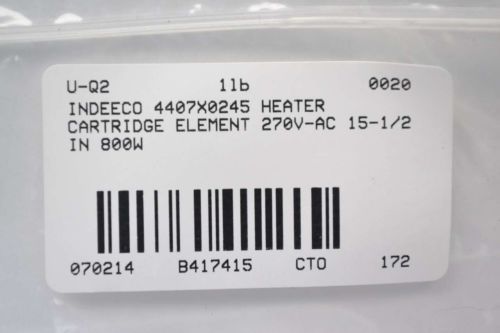 U-Q2 1lb 0020
INDEECO 4407X0245 HEATER
CARTRIDGE ELEMENT 270V-AC 15-1/2
IN 800W
070214 B417415 CTO 172